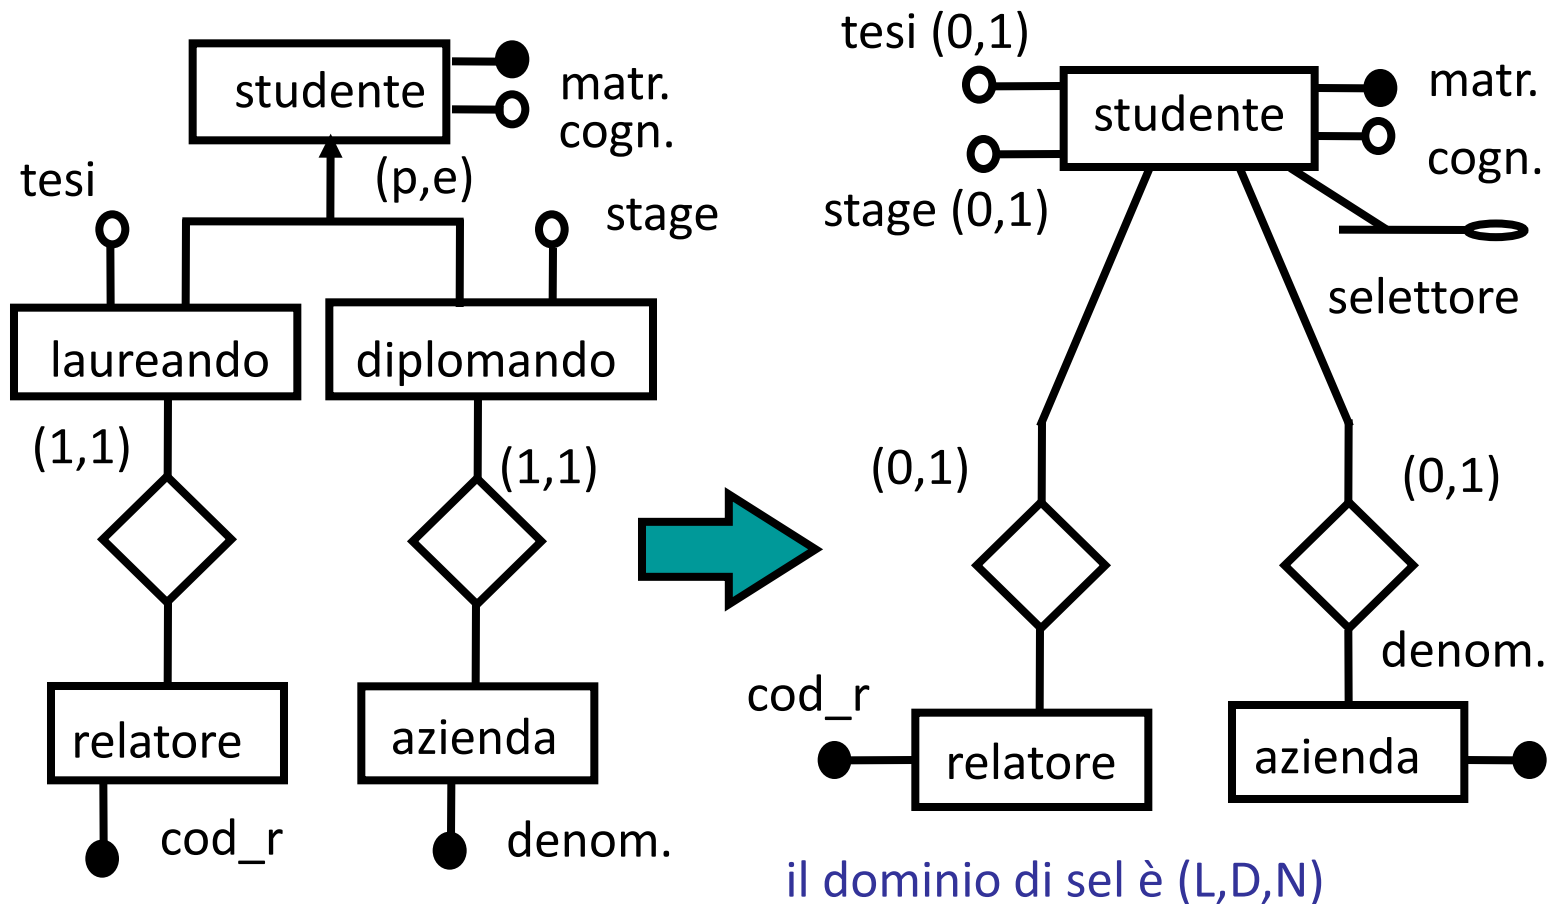 studente
matr.
cogn.
(p,e)
tesi
stage
laureando
diplomando
(1,1)
(1,1)
relatore
azienda
cod_r
denom.
tesi (0,1)
studente
matr.
cogn.
stage (0,1)
selettore
(0,1)
(0,1)
denom.
cod_r
relatore
azienda
il dominio di sel è (L,D,N)